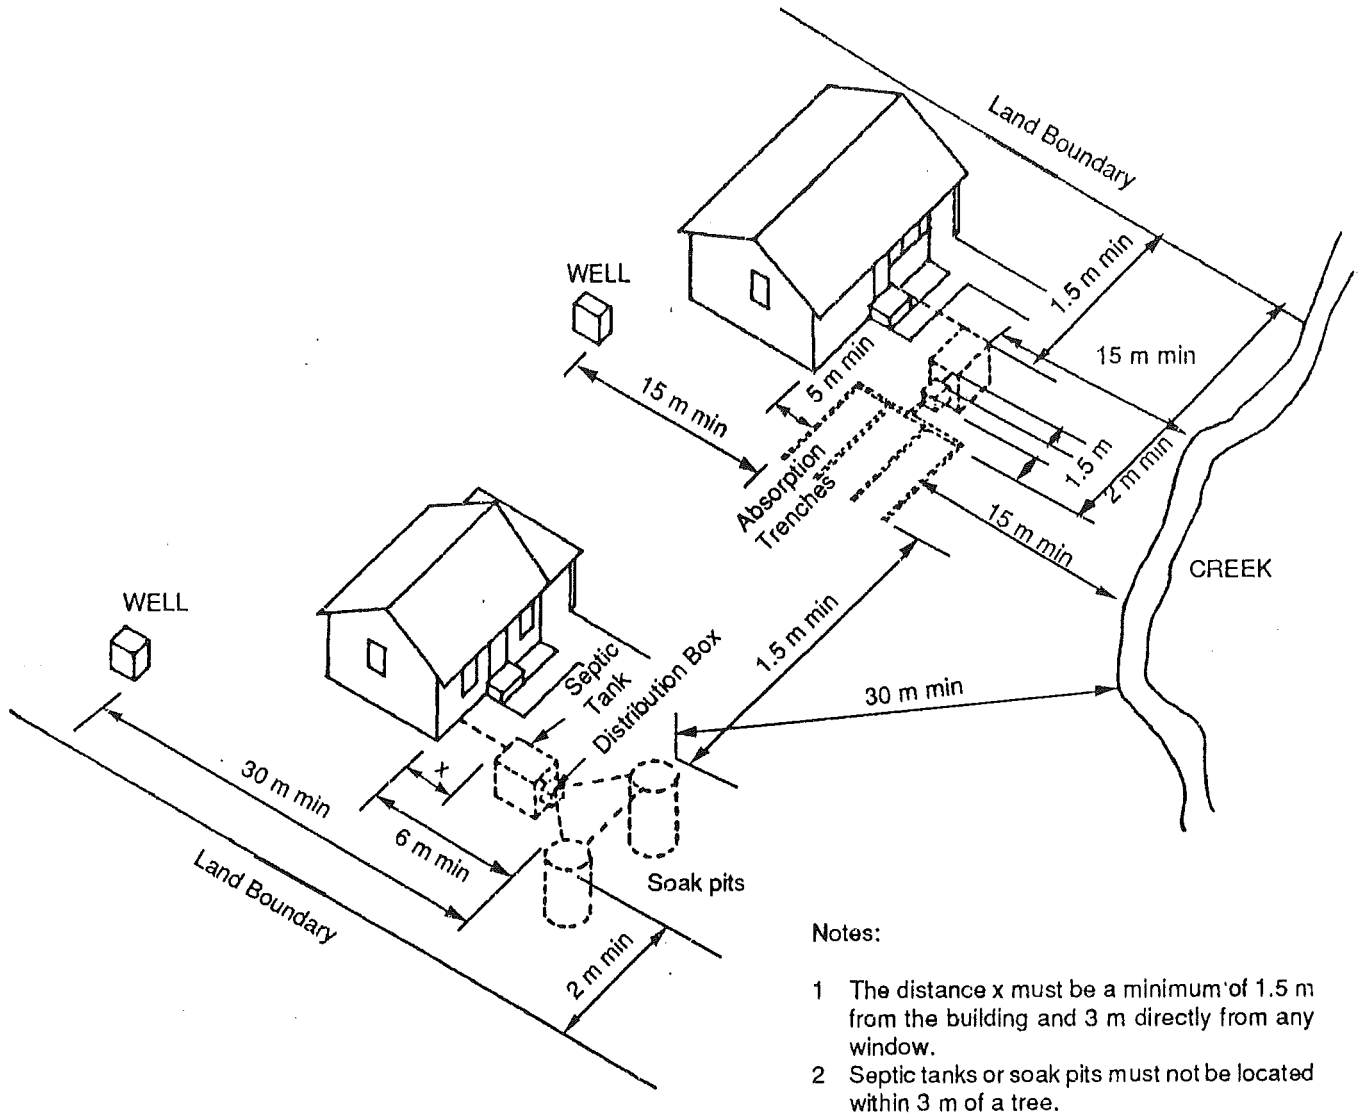 Land Boundary
WELL
1.5 m min
15 m min
5 m min
15 m min
1.5 m
2 m min
Absorption
Trenches
15 m min
CREEK
WELL
1.5 m min
Septic
Tank
Distribution Box
30 m min
x
30 m min
6 m min
Land Boundary
Soak pits
2 m min
Notes:
1 The distance x must be a minimum of 1.5 m
from the building and 3 m directly from any
window.
2 Septic tanks or soak pits must not be located
within 3 m of a tree.